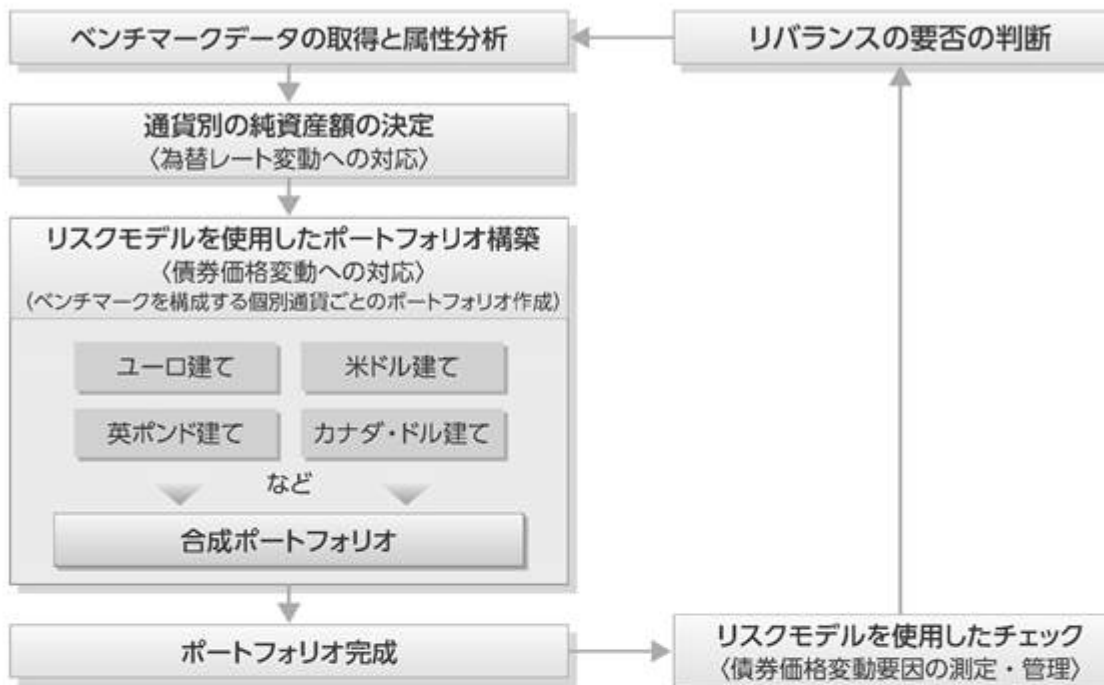 ベンチマークデータの取得と属性分析
リバランスの要否の判断
通貨別の純資産額の決定
〈為替レート変動への対応〉
リスクモデルを使用したポートフォリオ構築
〈債券価格変動への対応〉
(ベンチマークを構成する個別通貨ごとのポートフォリオ作成)
ユーロ建て
米ドル建て
英ポンド建て
カナダ・ドル建て
など
合成ポートフォリオ
ポートフォリオ完成
リスクモデルを使用したチェック
〈債券価格変動要因の測定・管理〉